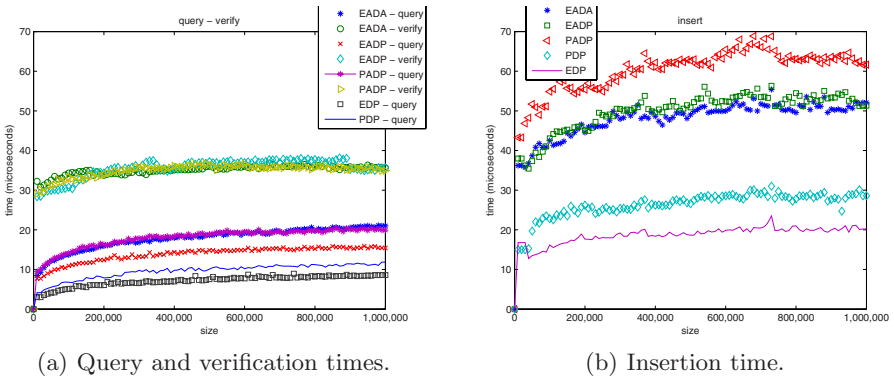 query – verify
70
60
50
40
30
20
10
0
time (microseconds)
0
200,000
400,000
600,000
800,000
1,000,000
size
EADA – query
EADA – verify
EADP – query
EADP – verify
PADP – query
PADP – verify
EDP – query
PDP – query
(a) Query and verification times.
insert
70
60
50
40
30
20
10
0
time (microseconds)
0
200,000
400,000
600,000
800,000
1,000,000
size
EADA
EADP
PADP
PDP
EDP
(b) Insertion time.